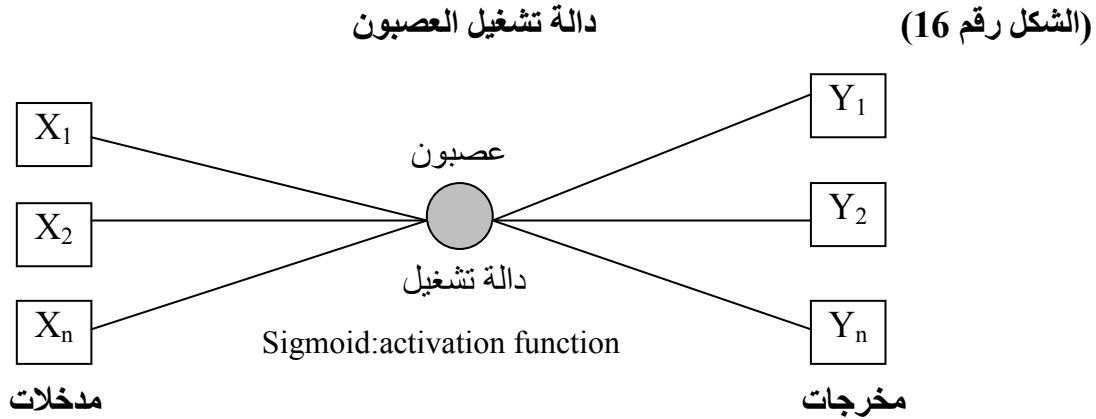 (الشكل رقم 16) دالة تشغيل العصبون
X₁
Y₁
عصبون
X₂
Y₂
دالة تشغيل
Xₙ
Yₙ
Sigmoid:activation function
مدخلات
مخرجات